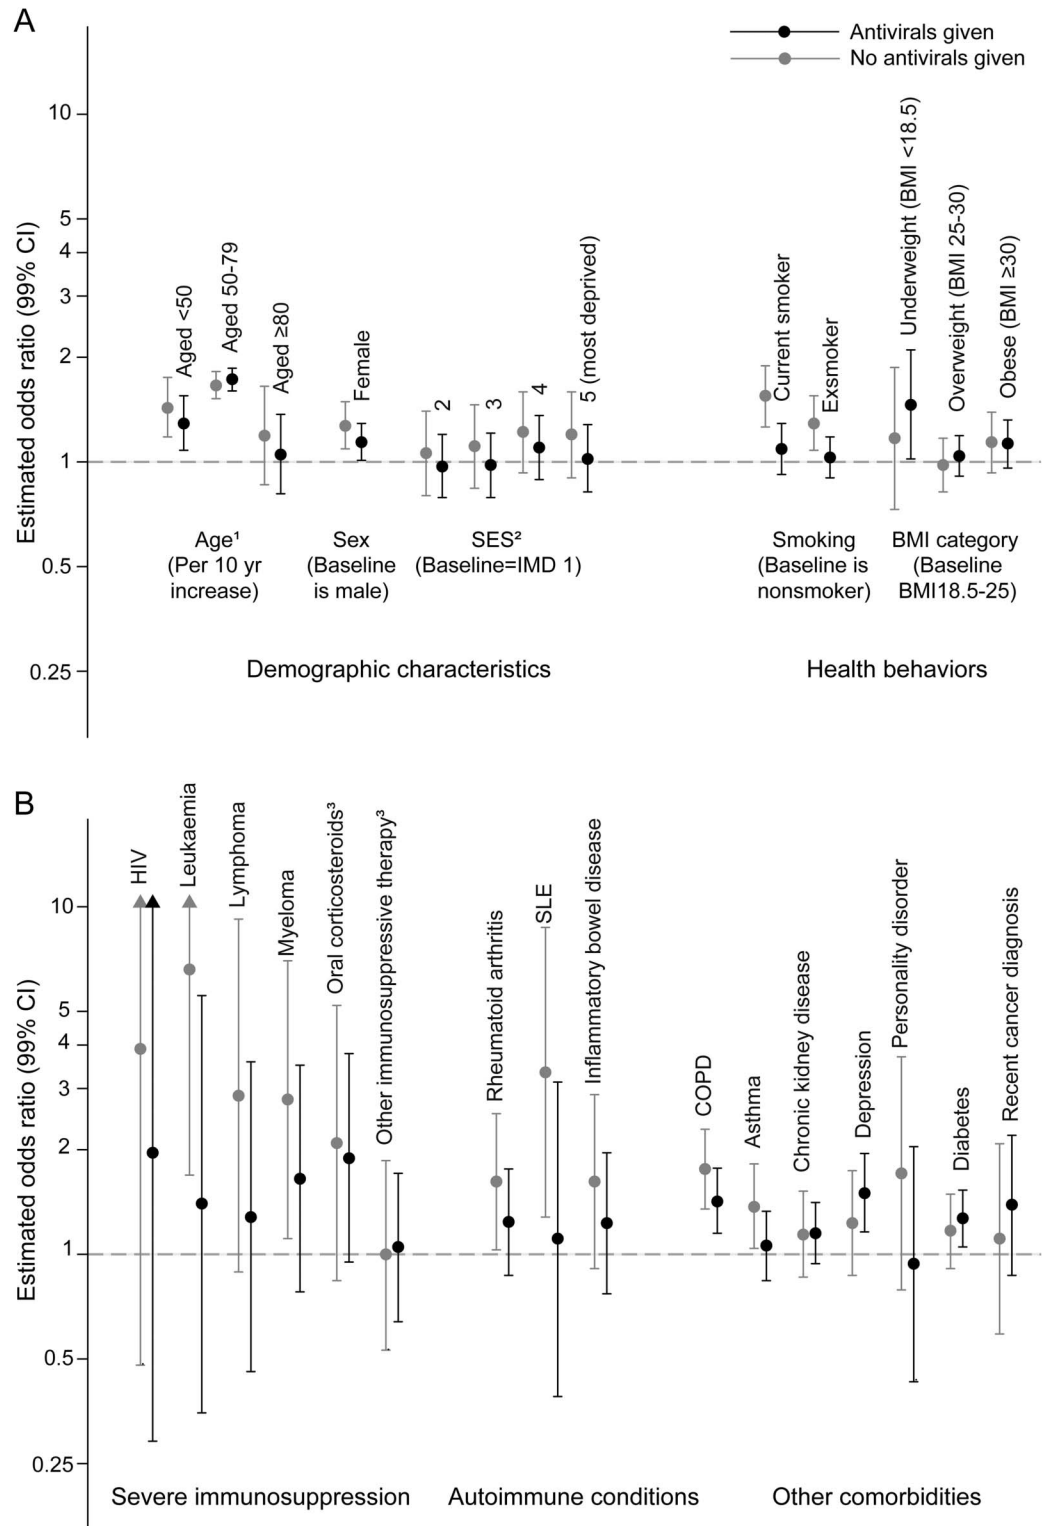 A
Antivirals given
No antivirals given
Estimated odds ratio (99% CI)
10
5
4
3
2
1
0.5
0.25
Aged <50
Aged 50-79
Aged ≥80
Female
2
3
4
5 (most deprived)
Current smoker
Exsmoker
Underweight (BMI <18.5)
Overweight (BMI 25-30)
Obese (BMI ≥30)
Age¹
(Per 10 yr
increase)
Sex
(Baseline
is male)
SES²
(Baseline=IMD 1)
Smoking
(Baseline is
nonsmoker)
BMI category
(Baseline
BMI18.5-25)
Demographic characteristics
Health behaviors
B
Estimated odds ratio (99% CI)
10
5
4
3
2
1
0.5
0.25
HIV
Leukaemia
Lymphoma
Myeloma
Oral corticosteroids³
Other immunosuppressive therapy³
Rheumatoid arthritis
SLE
Inflammatory bowel disease
COPD
Asthma
Chronic kidney disease
Depression
Personality disorder
Diabetes
Recent cancer diagnosis
Severe immunosuppression
Autoimmune conditions
Other comorbidities